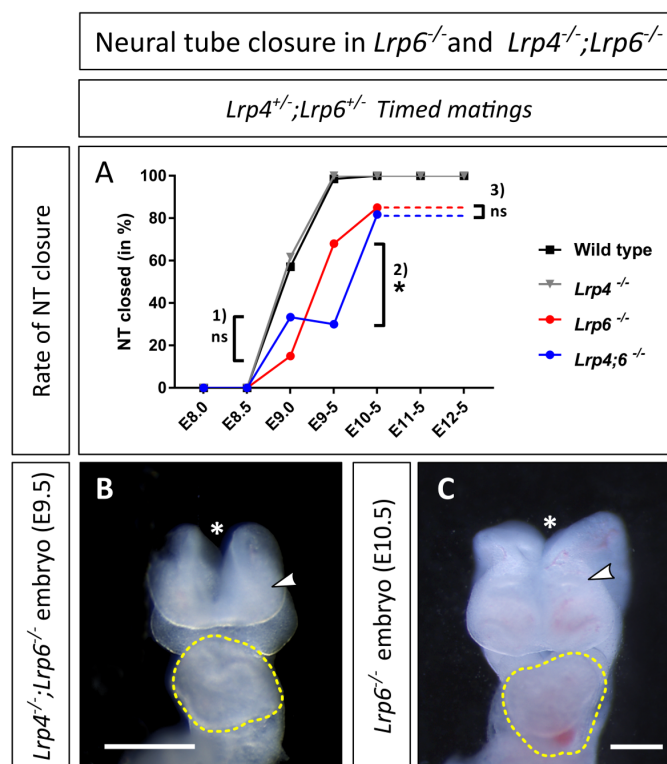 Neural tube closure in Lrp6-/- and Lrp4-/-;Lrp6-/-
Lrp4+/-;Lrp6+/- Timed matings
Rate of NT closure
A
NT closed (in %)
100
80
60
40
20
0
1)
ns
2)
*
3)
ns
E8.0
E8.5
E9.0
E9-5
E10-5
E11-5
E12-5
Wild type
Lrp4 -/-
Lrp6 -/-
Lrp4;6 -/-
Lrp4-/-;Lrp6-/- embryo (E9.5)
B
*
Lrp6-/- embryo (E10.5)
C
*